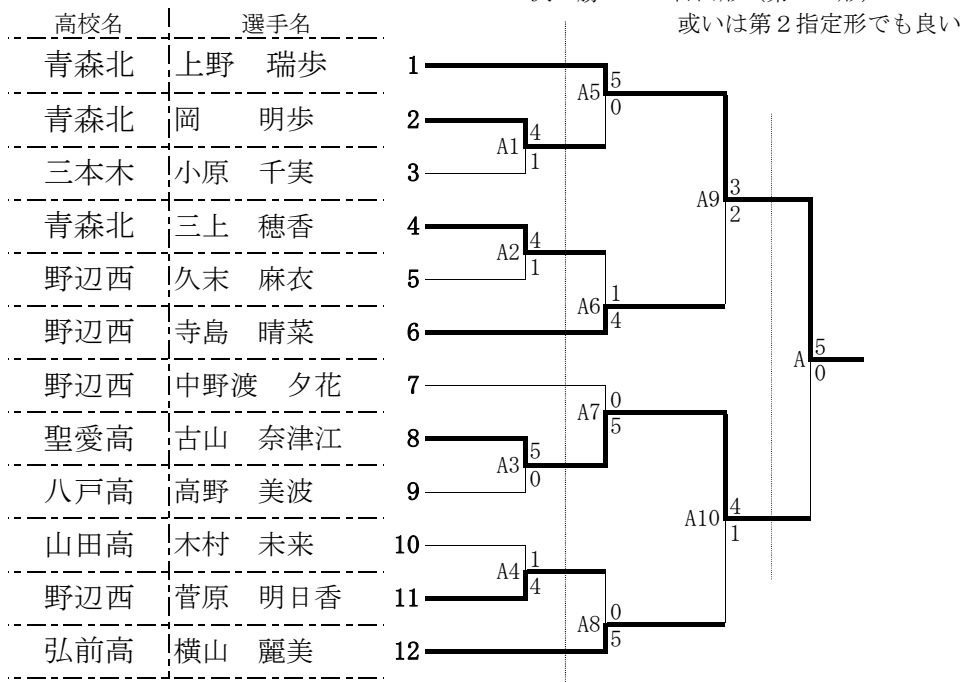 或いは第２指定形でも良い
高校名 選手名
青森北 上野 瑞歩 1
青森北 岡 明歩 2
三本木 小原 千実 3
青森北 三上 穂香 4
野辺西 久末 麻衣 5
野辺西 寺島 晴菜 6
野辺西 中野渡 夕花 7
聖愛高 古山 奈津江 8
八戸高 高野 美波 9
山田高 木村 未来 10
野辺西 菅原 明日香 11
弘前高 横山 麗美 12
A1 4 1
A2 4 1
A3 5 0
A4 1 4
A5 5 0
A6 1 4
A7 0 5
A8 0 5
A9 3 2
A10 4 1
A 5 0